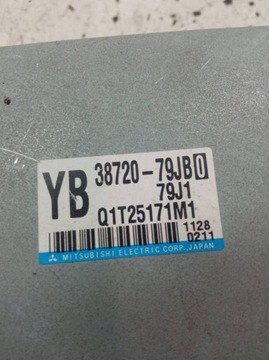 YB 38720-79JB0
79J1
Q1T25171M1
1128
0211
MITSUBISHI ELECTRIC CORP. JAPAN